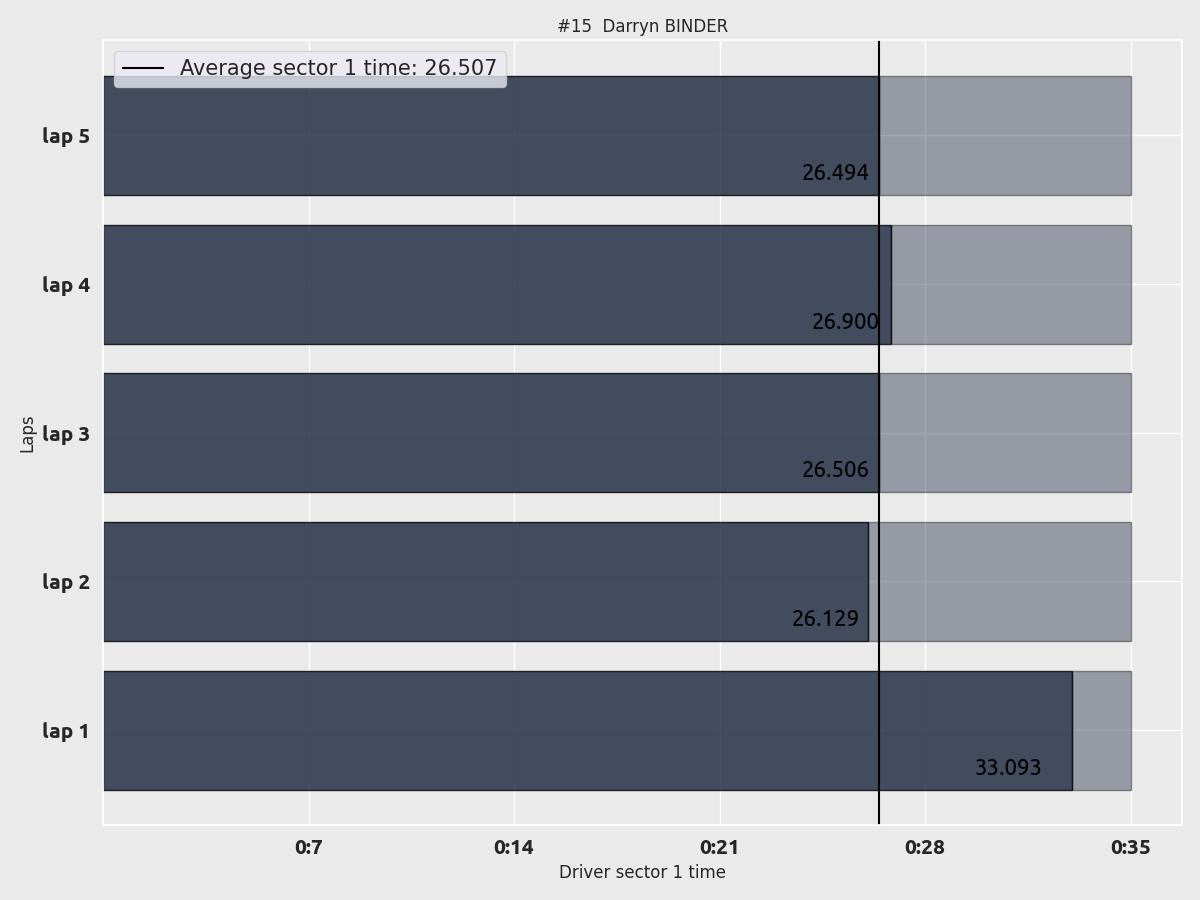 #15  Darryn BINDER
Average sector 1 time: 26.507
lap 5
26.494
lap 4
26.900
Laps
lap 3
26.506
lap 2
26.129
lap 1
33.093
0:7
0:14
0:21
0:28
0:35
Driver sector 1 time